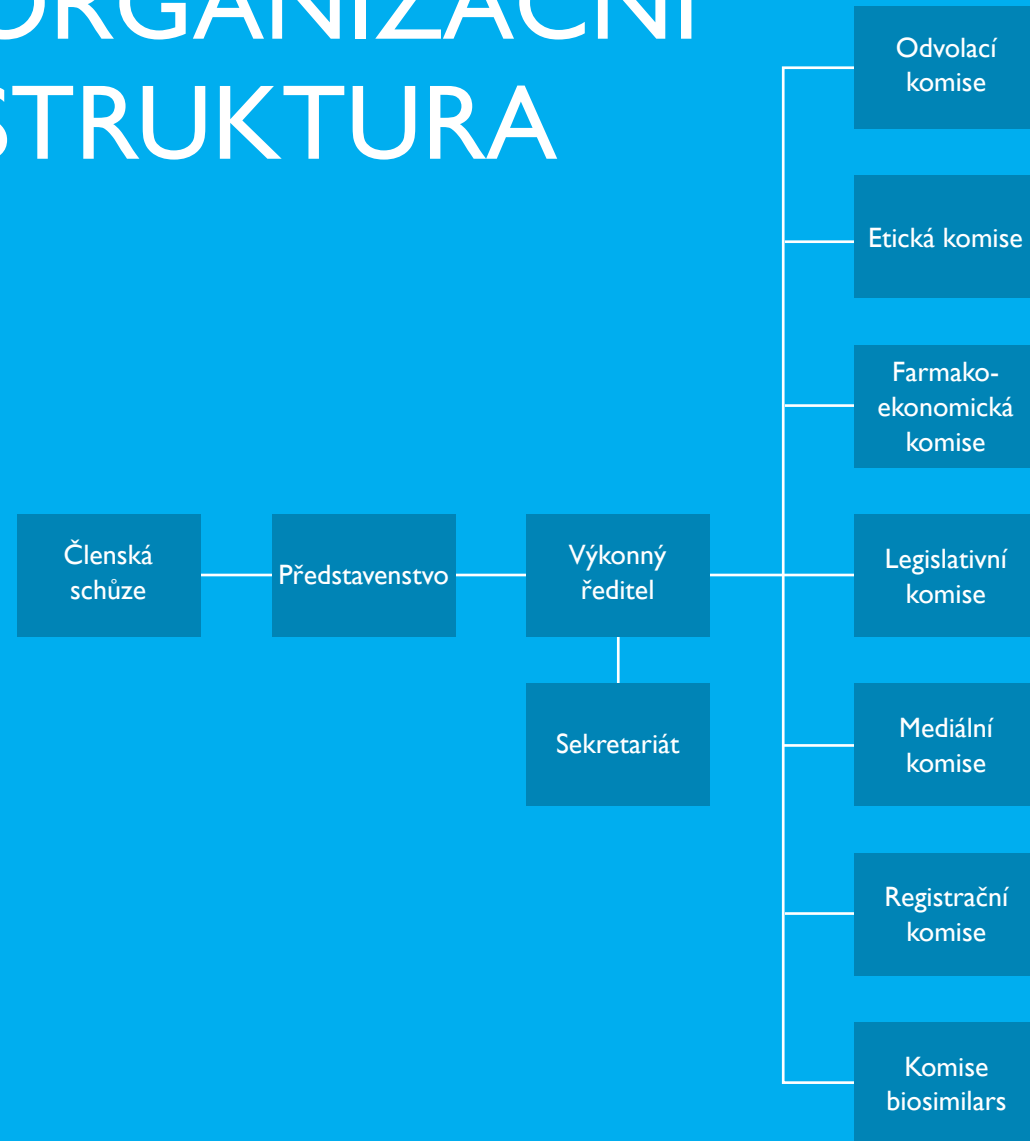 ORGANIZAČNÍ
STRUKTURA
Odvolací
komise
Etická komise
Farmako-
ekonomická
komise
Členská
schůze
Představenstvo
Výkonný
ředitel
Legislativní
komise
Sekretariát
Mediální
komise
Registrační
komise
Komise
biosimilars